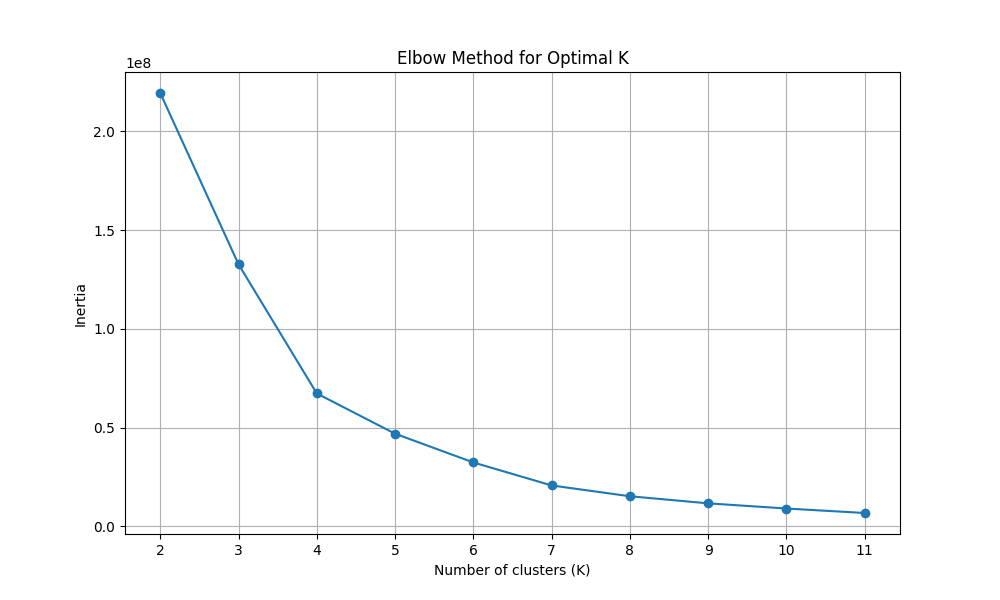 Elbow Method for Optimal K
1e8
2.0
1.5
1.0
0.5
0.0
Inertia
2 3 4 5 6 7 8 9 10 11
Number of clusters (K)